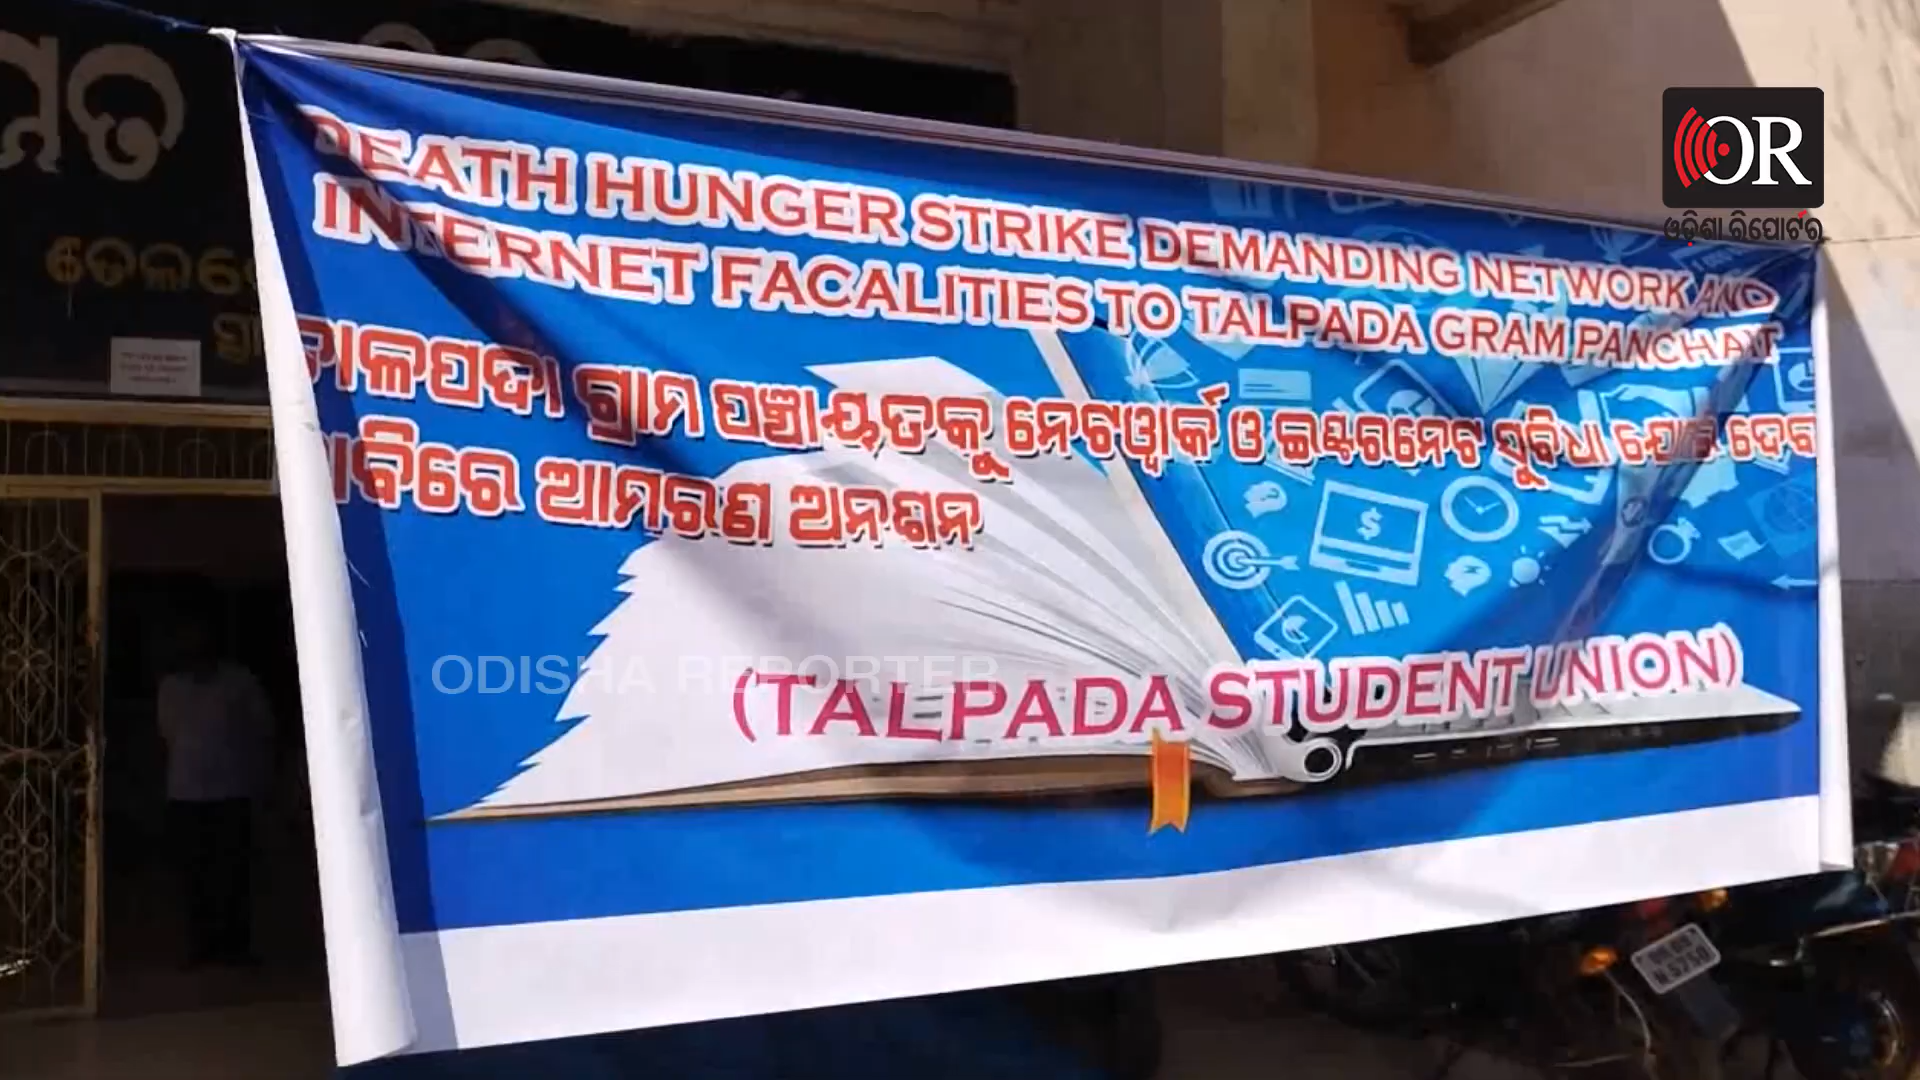 OR
ଓଡ଼ିଶା ରିପୋର୍ଟର
DEATH HUNGER STRIKE DEMANDING NETWORK AND
INTERNET FACALITIES TO TALPADA GRAM PANCHAYT
ତାଳପଦା ଗ୍ରାମ ପଞ୍ଚାୟତକୁ ନେଟୱାର୍କ ଓ ଇଣ୍ଟରନେଟ ସୁବିଧା ଯୋଗେଇ ଦେବା
ଦାବିରେ ଆମରଣ ଅନଶନ
ODISHA REPORTER
(TALPADA STUDENT UNION)